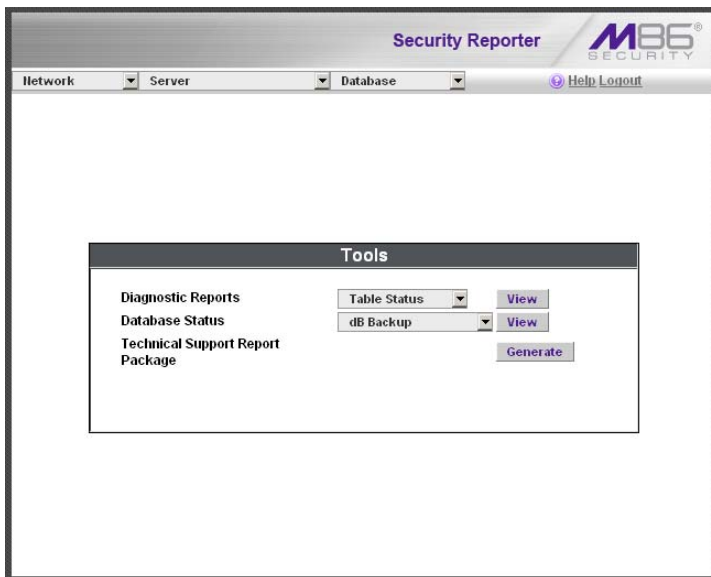 Security Reporter
M86®
SECURITY
Network Server Database Help Logout
Tools
Diagnostic Reports Table Status View
Database Status dB Backup View
Technical Support Report
Package
Generate